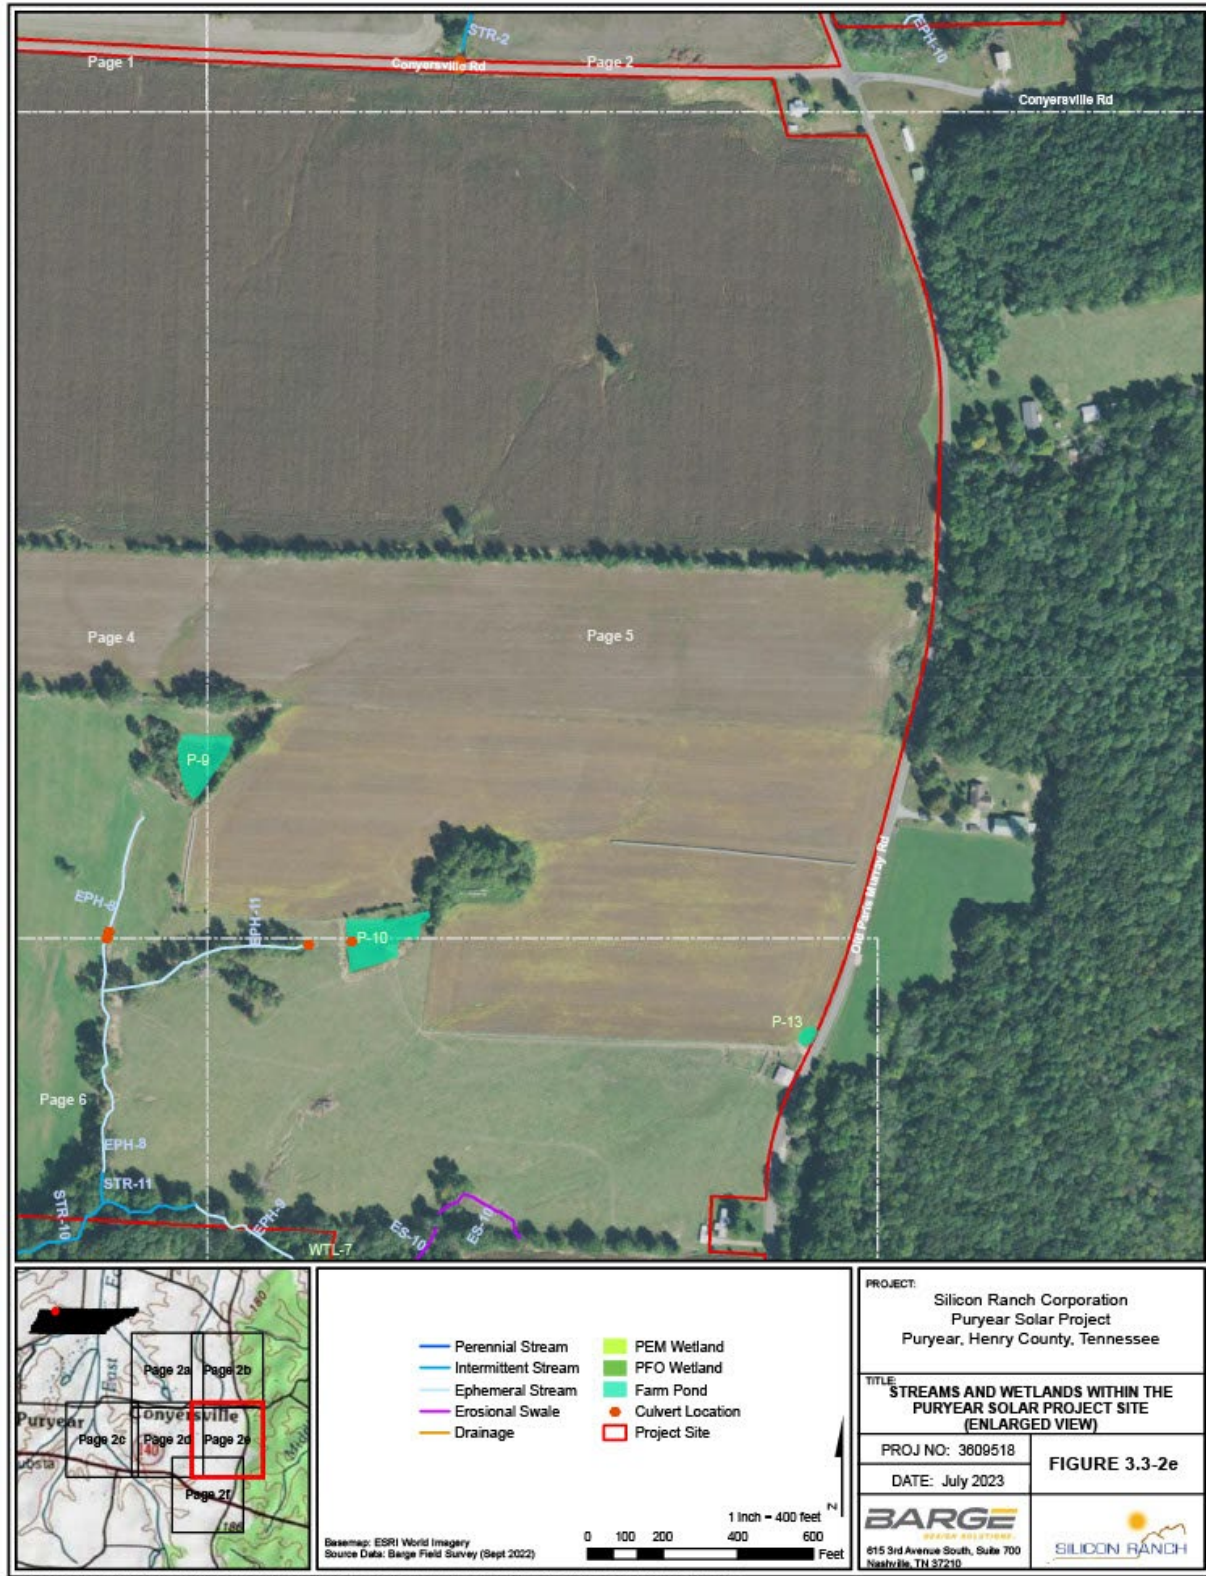 STR-2
EPH-10
Page 1
Conyersville Rd
Page 2
Conyersville Rd
Page 4
Page 5
P-9
EPH-8
EPH-11
P-10
Old Paris Murray Rd
P-13
Page 6
EPH-8
STR-11
STR-10
EPH-9
WTL-7
ES-10
ES-10
East
180
Page 2a
Page 2b
Puryear
Conyersville
Page 2c
Page 2d
Page 2e
140
Page 2f
186
Perennial Stream
Intermittent Stream
Ephemeral Stream
Erosional Swale
Drainage
PEM Wetland
PFO Wetland
Farm Pond
Culvert Location
Project Site
Basemap: ESRI World Imagery
Source Data: Barge Field Survey (Sept 2022)
1 inch = 400 feet
N
0 100 200 400 600
Feet
PROJECT:
Silicon Ranch Corporation
Puryear Solar Project
Puryear, Henry County, Tennessee
TITLE:
STREAMS AND WETLANDS WITHIN THE
PURYEAR SOLAR PROJECT SITE
(ENLARGED VIEW)
PROJ NO: 3609518
DATE: July 2023
FIGURE 3.3-2e
BARGE
DESIGN SOLUTIONS
615 3rd Avenue South, Suite 700
Nashville, TN 37210
SILICON RANCH